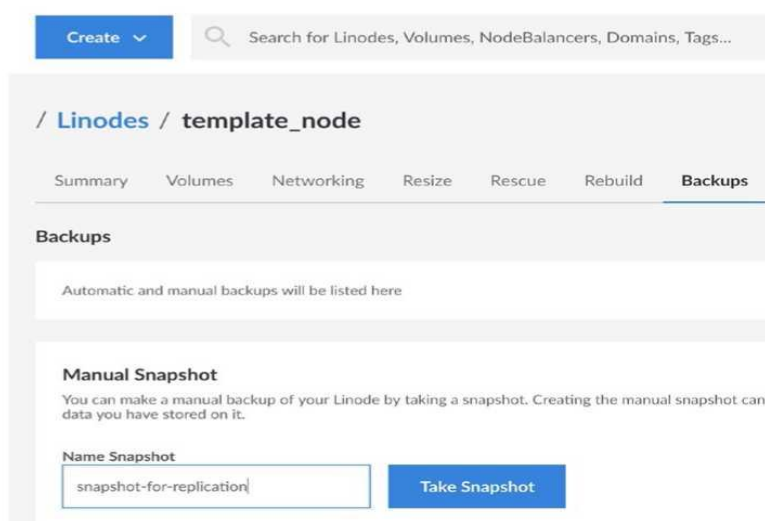 Create
Search for Linodes, Volumes, NodeBalancers, Domains, Tags...
/ Linodes / template_node
Summary Volumes Networking Resize Rescue Rebuild Backups
Backups
Automatic and manual backups will be listed here
Manual Snapshot
You can make a manual backup of your Linode by taking a snapshot. Creating the manual snapshot can
data you have stored on it.
Name Snapshot
snapshot-for-replication
Take Snapshot